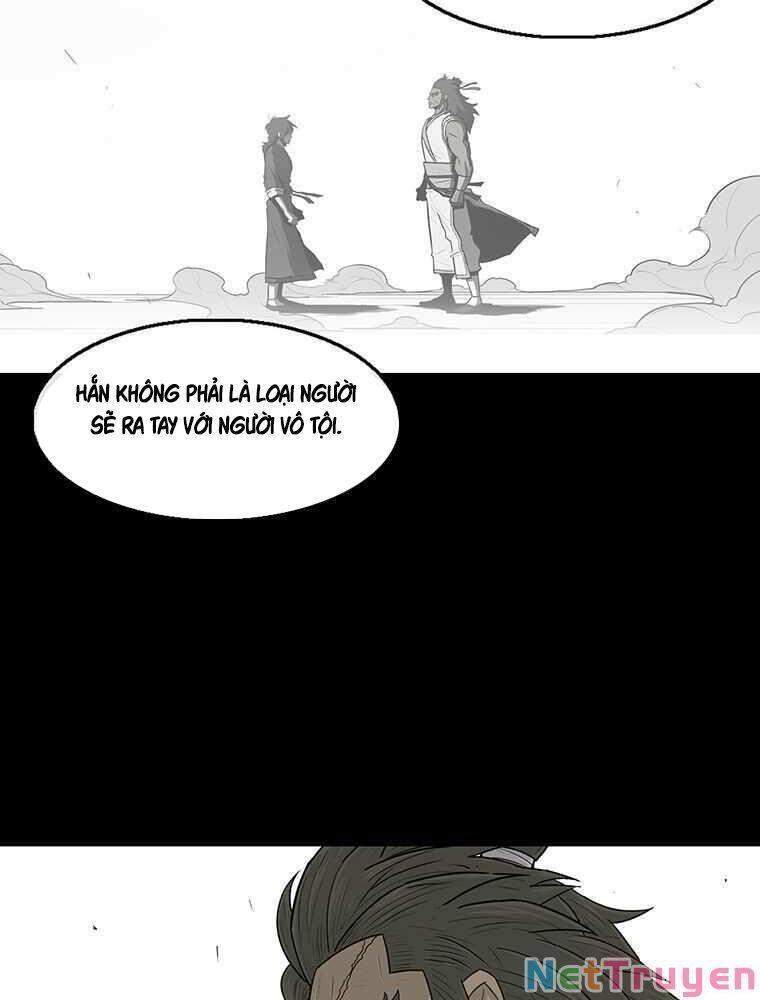 HẮN KHÔNG PHẢI LÀ LOẠI NGƯỜI
SẼ RA TAY VỚI NGƯỜI VÔ TỘI.
NetTruyen